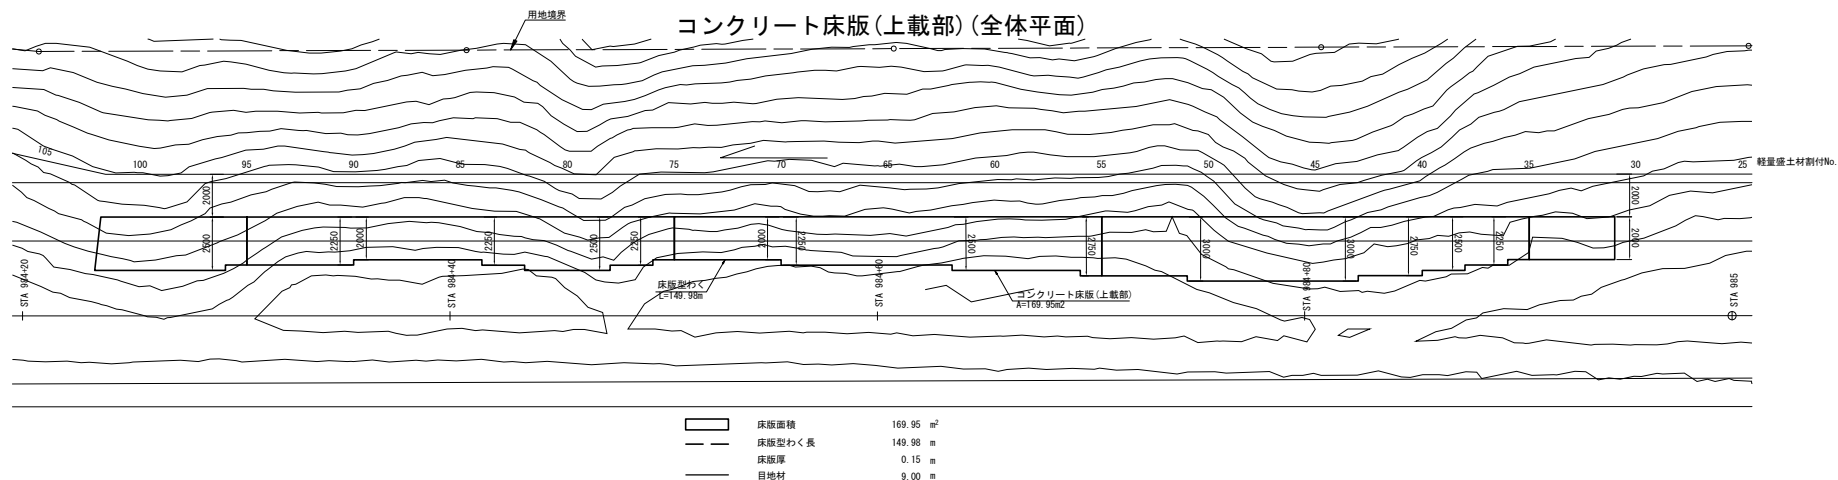 用地境界
コンクリート床版(上載部)(全体平面)
105
100
95
90
85
80
75
70
65
60
55
50
45
40
35
30
25
軽量盛土材割付No.
2000
2500
2250
2000
2250
2500
2250
2000
2250
2500
2750
3000
3000
2750
2500
2250
2000
2000
STA 984+20
STA 984+40
床版型わく
L=149.98m
STA 984+60
コンクリート床版(上載部)
A=169.95m2
STA 984+80
STA 985
床版面積 169.95 m²
床版型わく長 149.98 m
床版厚 0.15 m
目地材 9.00 m